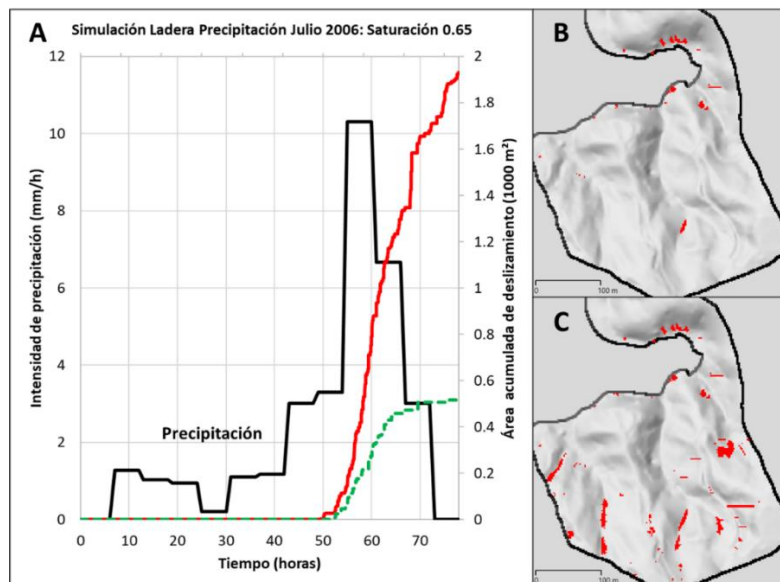 A
Simulación Ladera Precipitación Julio 2006: Saturación 0.65
12
10
8
6
4
2
0
Intensidad de precipitación (mm/h)
Precipitación
2
1.8
1.6
1.4
1.2
1
0.8
0.6
0.4
0.2
0
Área acumulada de deslizamiento (1000 m²)
0 10 20 30 40 50 60 70
Tiempo (horas)
B
0 100 m
C
0 100 m